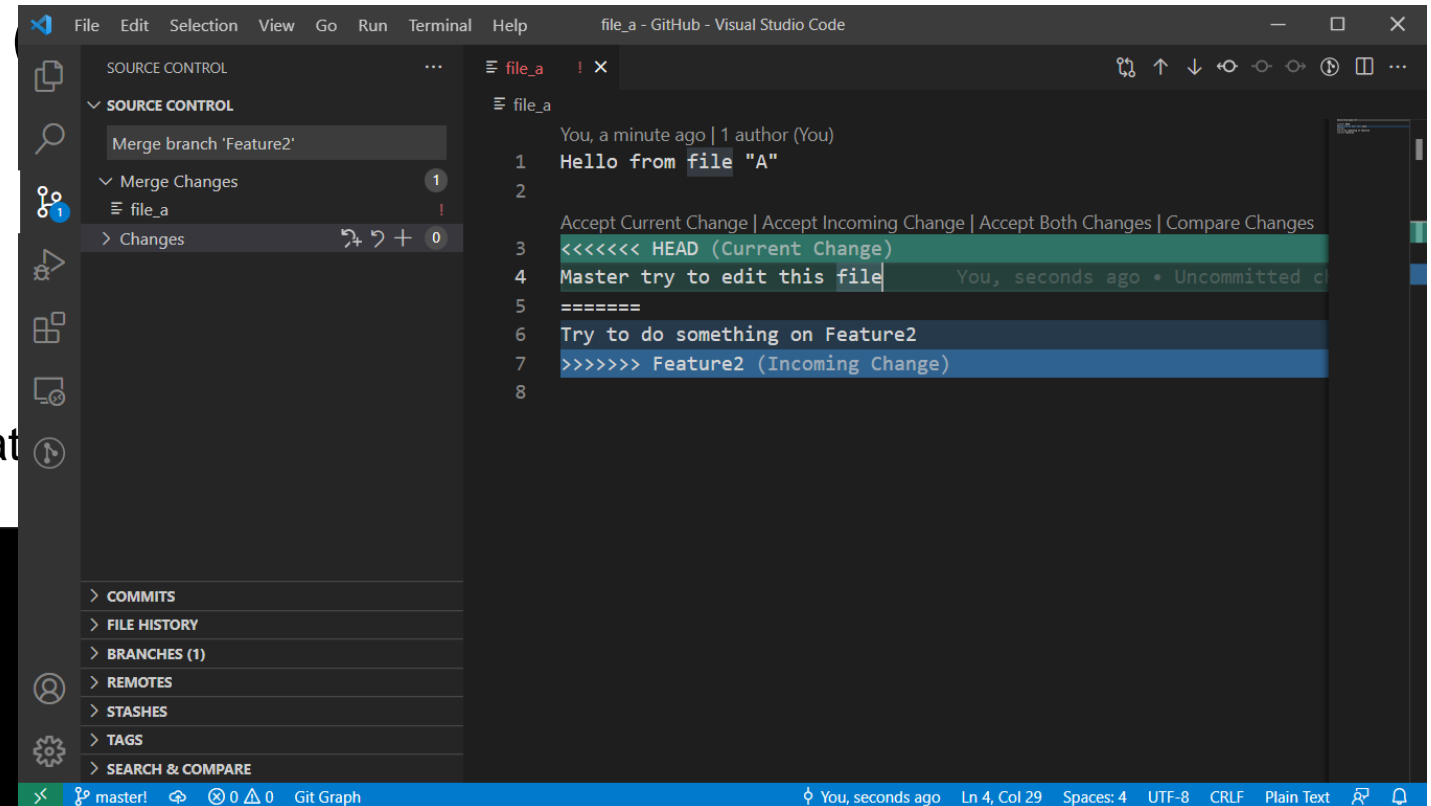 File Edit Selection View Go Run Terminal Help file_a - GitHub - Visual Studio Code
SOURCE CONTROL
SOURCE CONTROL
Merge branch 'Feature2'
Merge Changes 1
file_a !
Changes 0
1
COMMITS
FILE HISTORY
BRANCHES (1)
REMOTES
STASHES
TAGS
SEARCH & COMPARE
file_a !
file_a
You, a minute ago | 1 author (You)
1 Hello from file "A"
2
Accept Current Change | Accept Incoming Change | Accept Both Changes | Compare Changes
3 <<<<<<< HEAD (Current Change)
4 Master try to edit this file You, seconds ago • Uncommitted c
5 =======
6 Try to do something on Feature2
7 >>>>>>> Feature2 (Incoming Change)
8
at
master! 0 0 Git Graph You, seconds ago Ln 4, Col 29 Spaces: 4 UTF-8 CRLF Plain Text